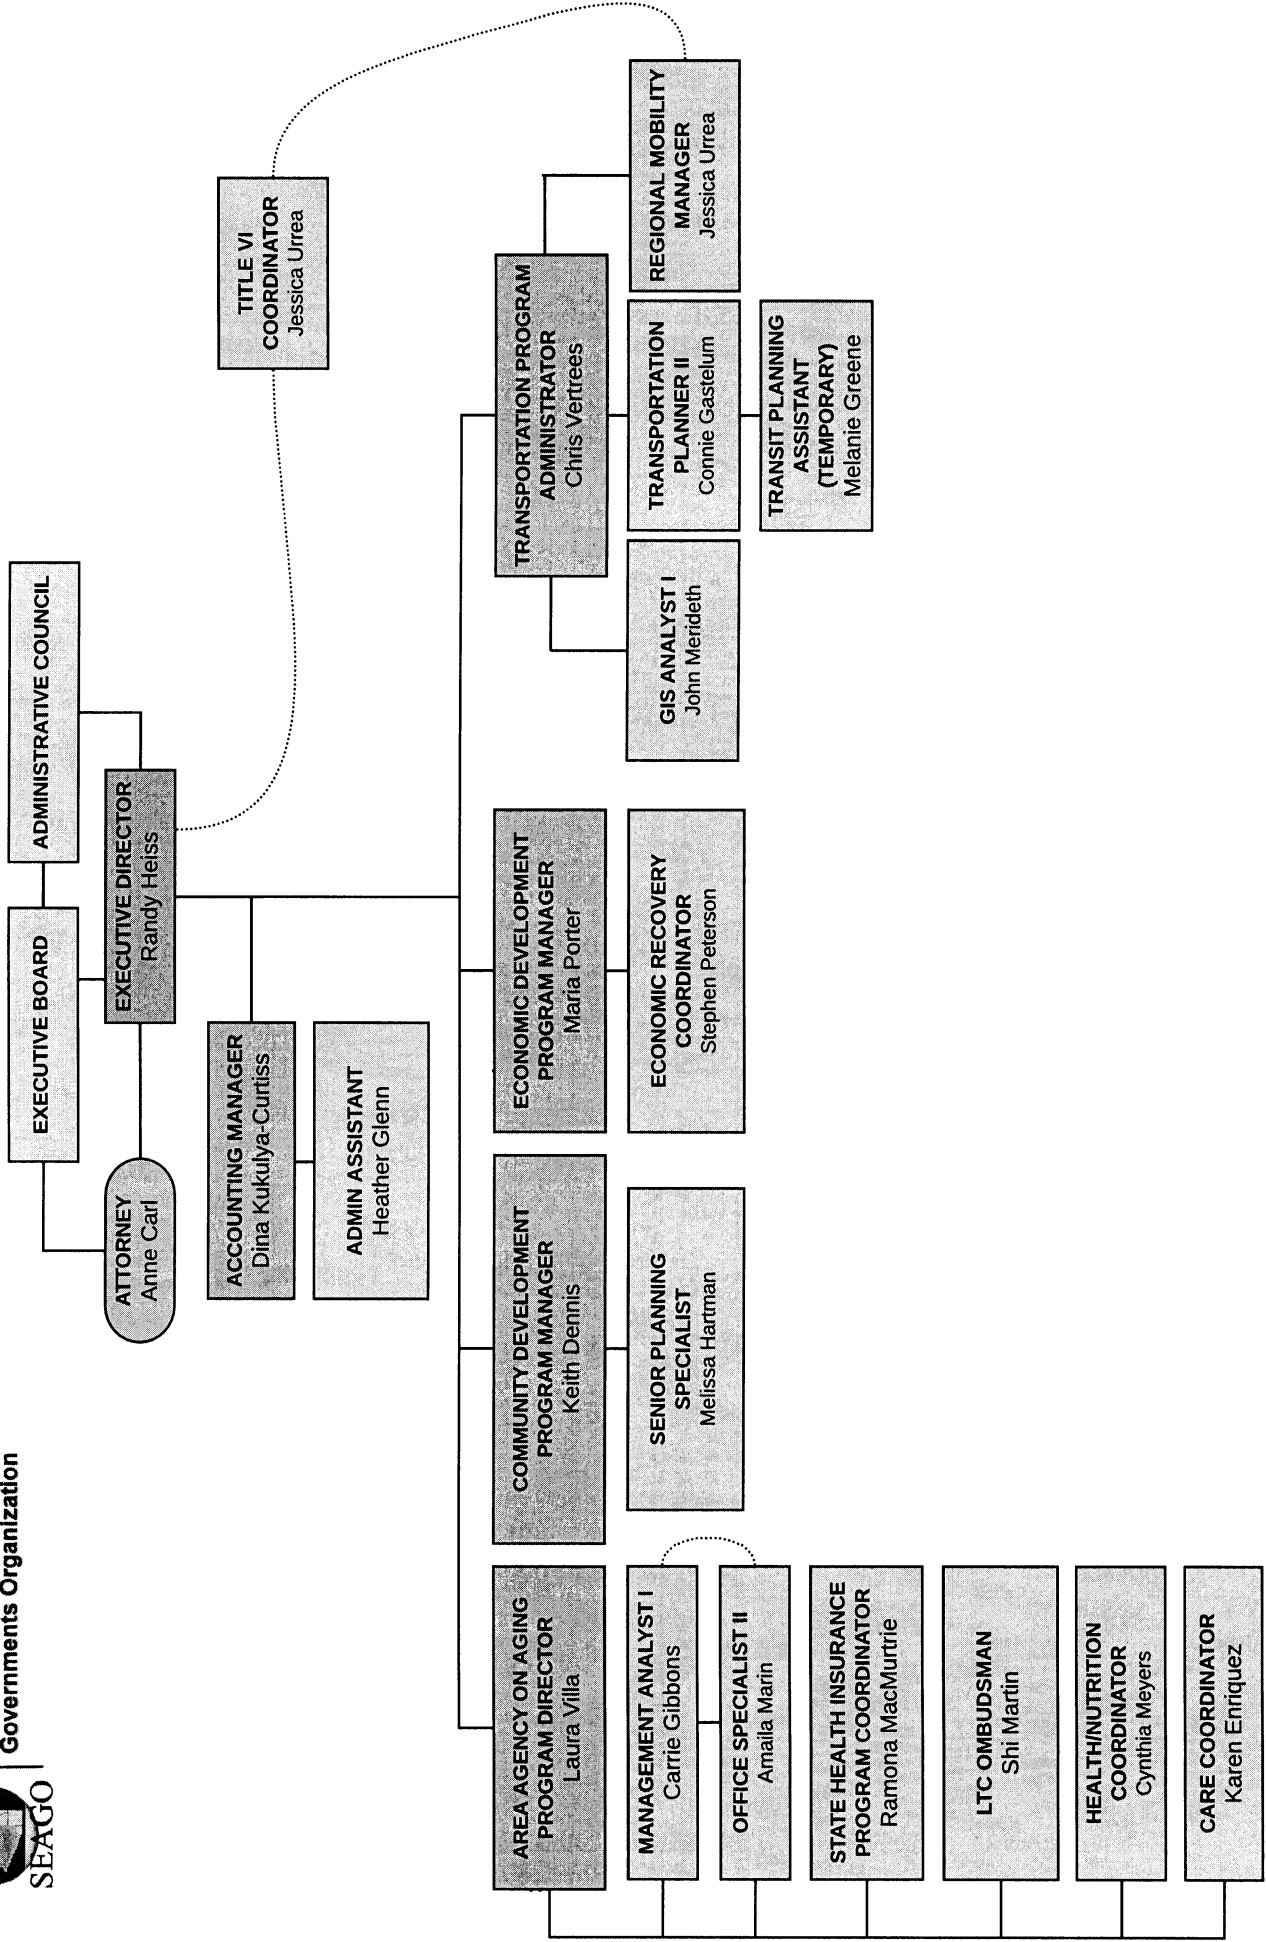 Governments Organization
SEAGO
EXECUTIVE BOARD
ADMINISTRATIVE COUNCIL
ATTORNEY
Anne Carl
EXECUTIVE DIRECTOR
Randy Heiss
TITLE VI
COORDINATOR
Jessica Urrea
ACCOUNTING MANAGER
Dina Kukulya-Curtiss
ADMIN ASSISTANT
Heather Glenn
AREA AGENCY ON AGING
PROGRAM DIRECTOR
Laura Villa
COMMUNITY DEVELOPMENT
PROGRAM MANAGER
Keith Dennis
ECONOMIC DEVELOPMENT
PROGRAM MANAGER
Maria Porter
TRANSPORTATION PROGRAM
ADMINISTRATOR
Chris Vertrees
MANAGEMENT ANALYST I
Carrie Gibbons
OFFICE SPECIALIST II
Amaila Marin
STATE HEALTH INSURANCE
PROGRAM COORDINATOR
Ramona MacMurtrie
LTC OMBUDSMAN
Shi Martin
HEALTH/NUTRITION
COORDINATOR
Cynthia Meyers
CARE COORDINATOR
Karen Enriquez
SENIOR PLANNING
SPECIALIST
Melissa Hartman
ECONOMIC RECOVERY
COORDINATOR
Stephen Peterson
GIS ANALYST I
John Merideth
TRANSPORTATION
PLANNER II
Connie Gastelum
REGIONAL MOBILITY
MANAGER
Jessica Urrea
TRANSIT PLANNING
ASSISTANT
(TEMPORARY)
Melanie Greene